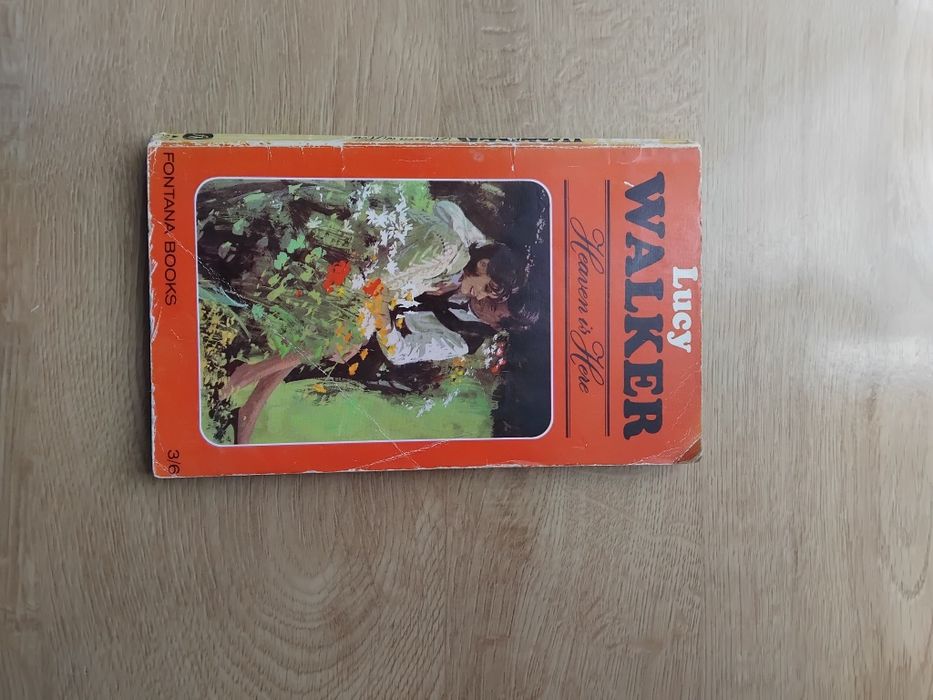 Lucy
WALKER
Heaven is Here
FONTANA BOOKS
3/6